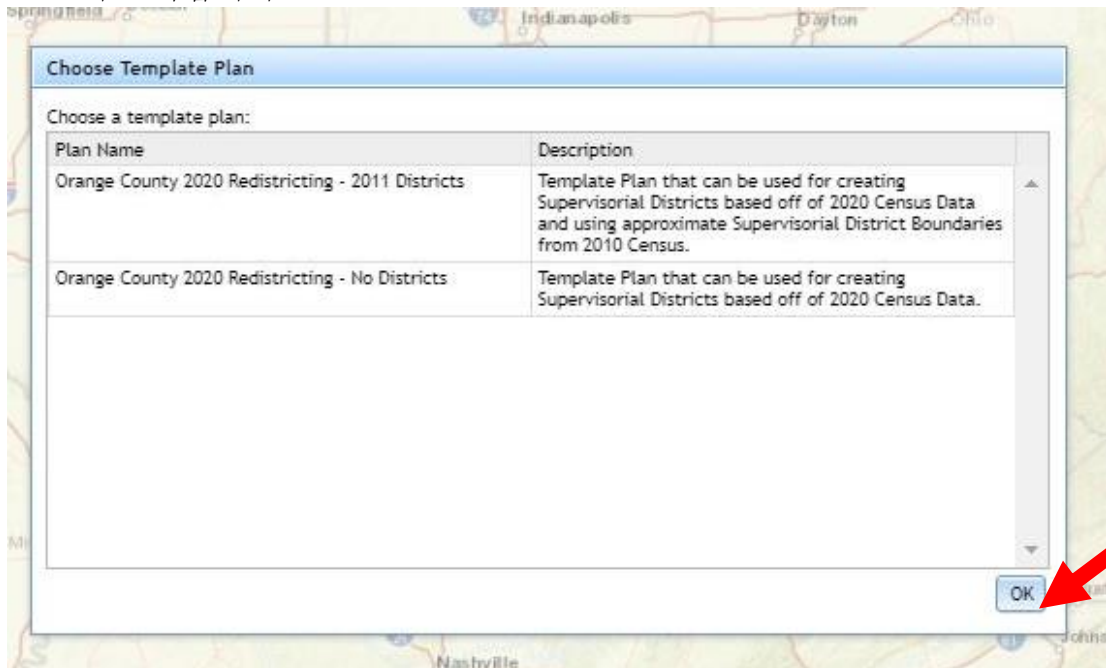 Springfield
Indianapolis
Dayton
Ohio
Choose Template Plan
Choose a template plan:
Plan Name
Description
Orange County 2020 Redistricting - 2011 Districts
Template Plan that can be used for creating
Supervisorial Districts based off of 2020 Census Data
and using approximate Supervisorial District Boundaries
from 2010 Census.
Orange County 2020 Redistricting - No Districts
Template Plan that can be used for creating
Supervisorial Districts based off of 2020 Census Data.
OK
Nashville